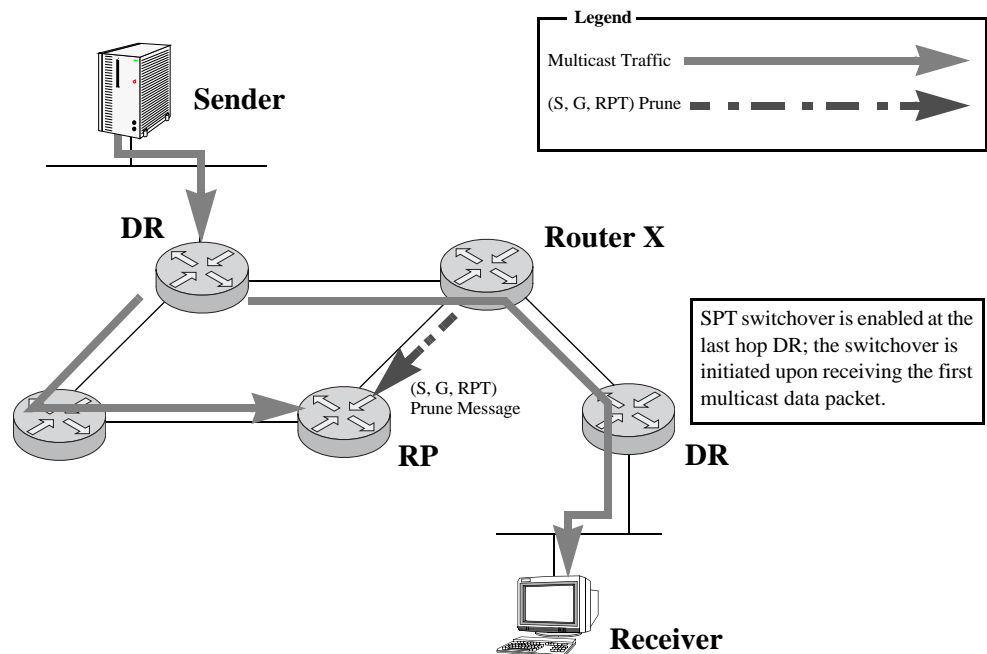 Legend
Multicast Traffic
(S, G, RPT) Prune
Sender
DR
Router X
SPT switchover is enabled at the
last hop DR; the switchover is
initiated upon receiving the first
multicast data packet.
(S, G, RPT)
Prune Message
RP
DR
Receiver